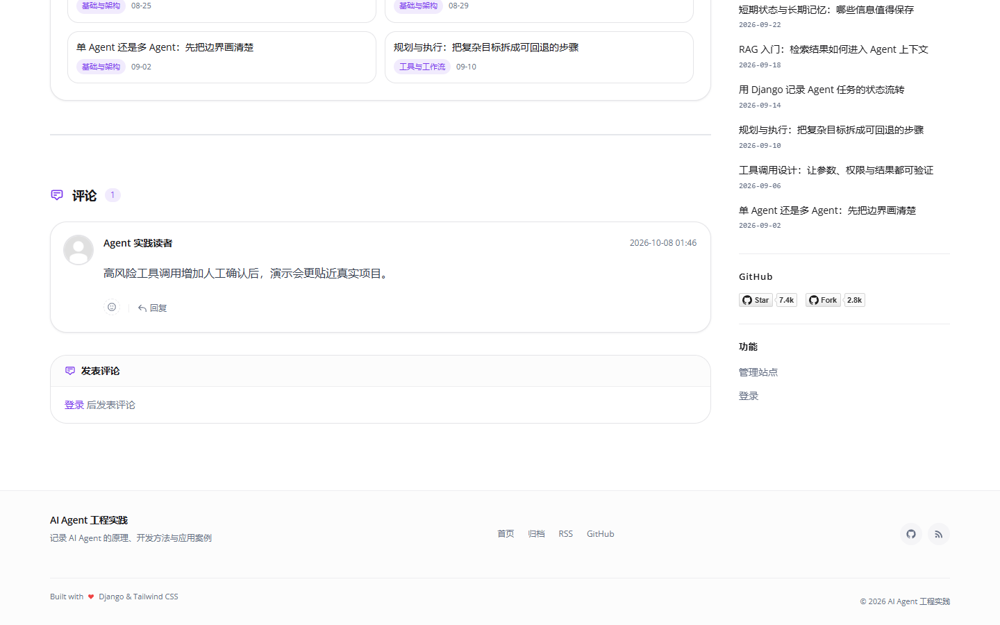 基础与架构 08-25
基础与架构 08-29
单 Agent 还是多 Agent：先把边界画清楚
基础与架构 09-02
规划与执行：把复杂目标拆成可回退的步骤
工具与工作流 09-10
评论 1
Agent 实践读者
2026-10-08 01:46
高风险工具调用增加人工确认后，演示会更贴近真实项目。
回复
发表评论
登录 后发表评论
短期状态与长期记忆：哪些信息值得保存
2026-09-22
RAG 入门：检索结果如何进入 Agent 上下文
2026-09-18
用 Django 记录 Agent 任务的状态流转
2026-09-14
规划与执行：把复杂目标拆成可回退的步骤
2026-09-10
工具调用设计：让参数、权限与结果都可验证
2026-09-06
单 Agent 还是多 Agent：先把边界画清楚
2026-09-02
GitHub
Star 7.4k Fork 2.8k
功能
管理站点
登录
AI Agent 工程实践
记录 AI Agent 的原理、开发方法与应用案例
首页 归档 RSS GitHub
Built with ♥ Django & Tailwind CSS
© 2026 AI Agent 工程实践